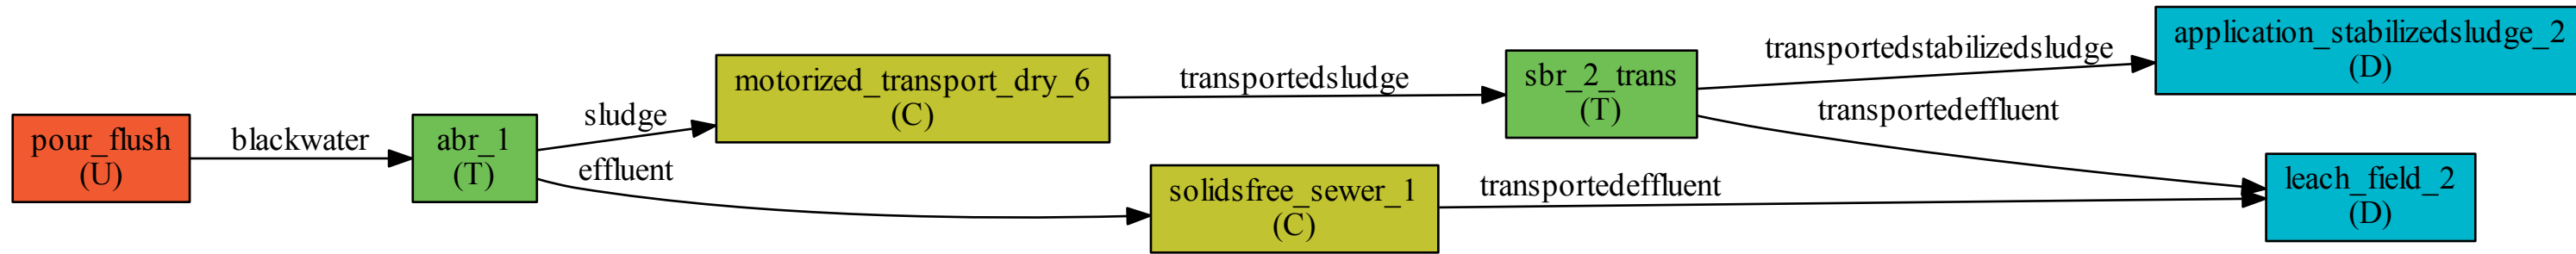 pour_flush
(U)
blackwater
abr_1
(T)
sludge
effluent
motorized_transport_dry_6
(C)
transportedsludge
solidsfree_sewer_1
(C)
transportedeffluent
sbr_2_trans
(T)
transportedstabilizedsludge
transportedeffluent
application_stabilizedsludge_2
(D)
leach_field_2
(D)